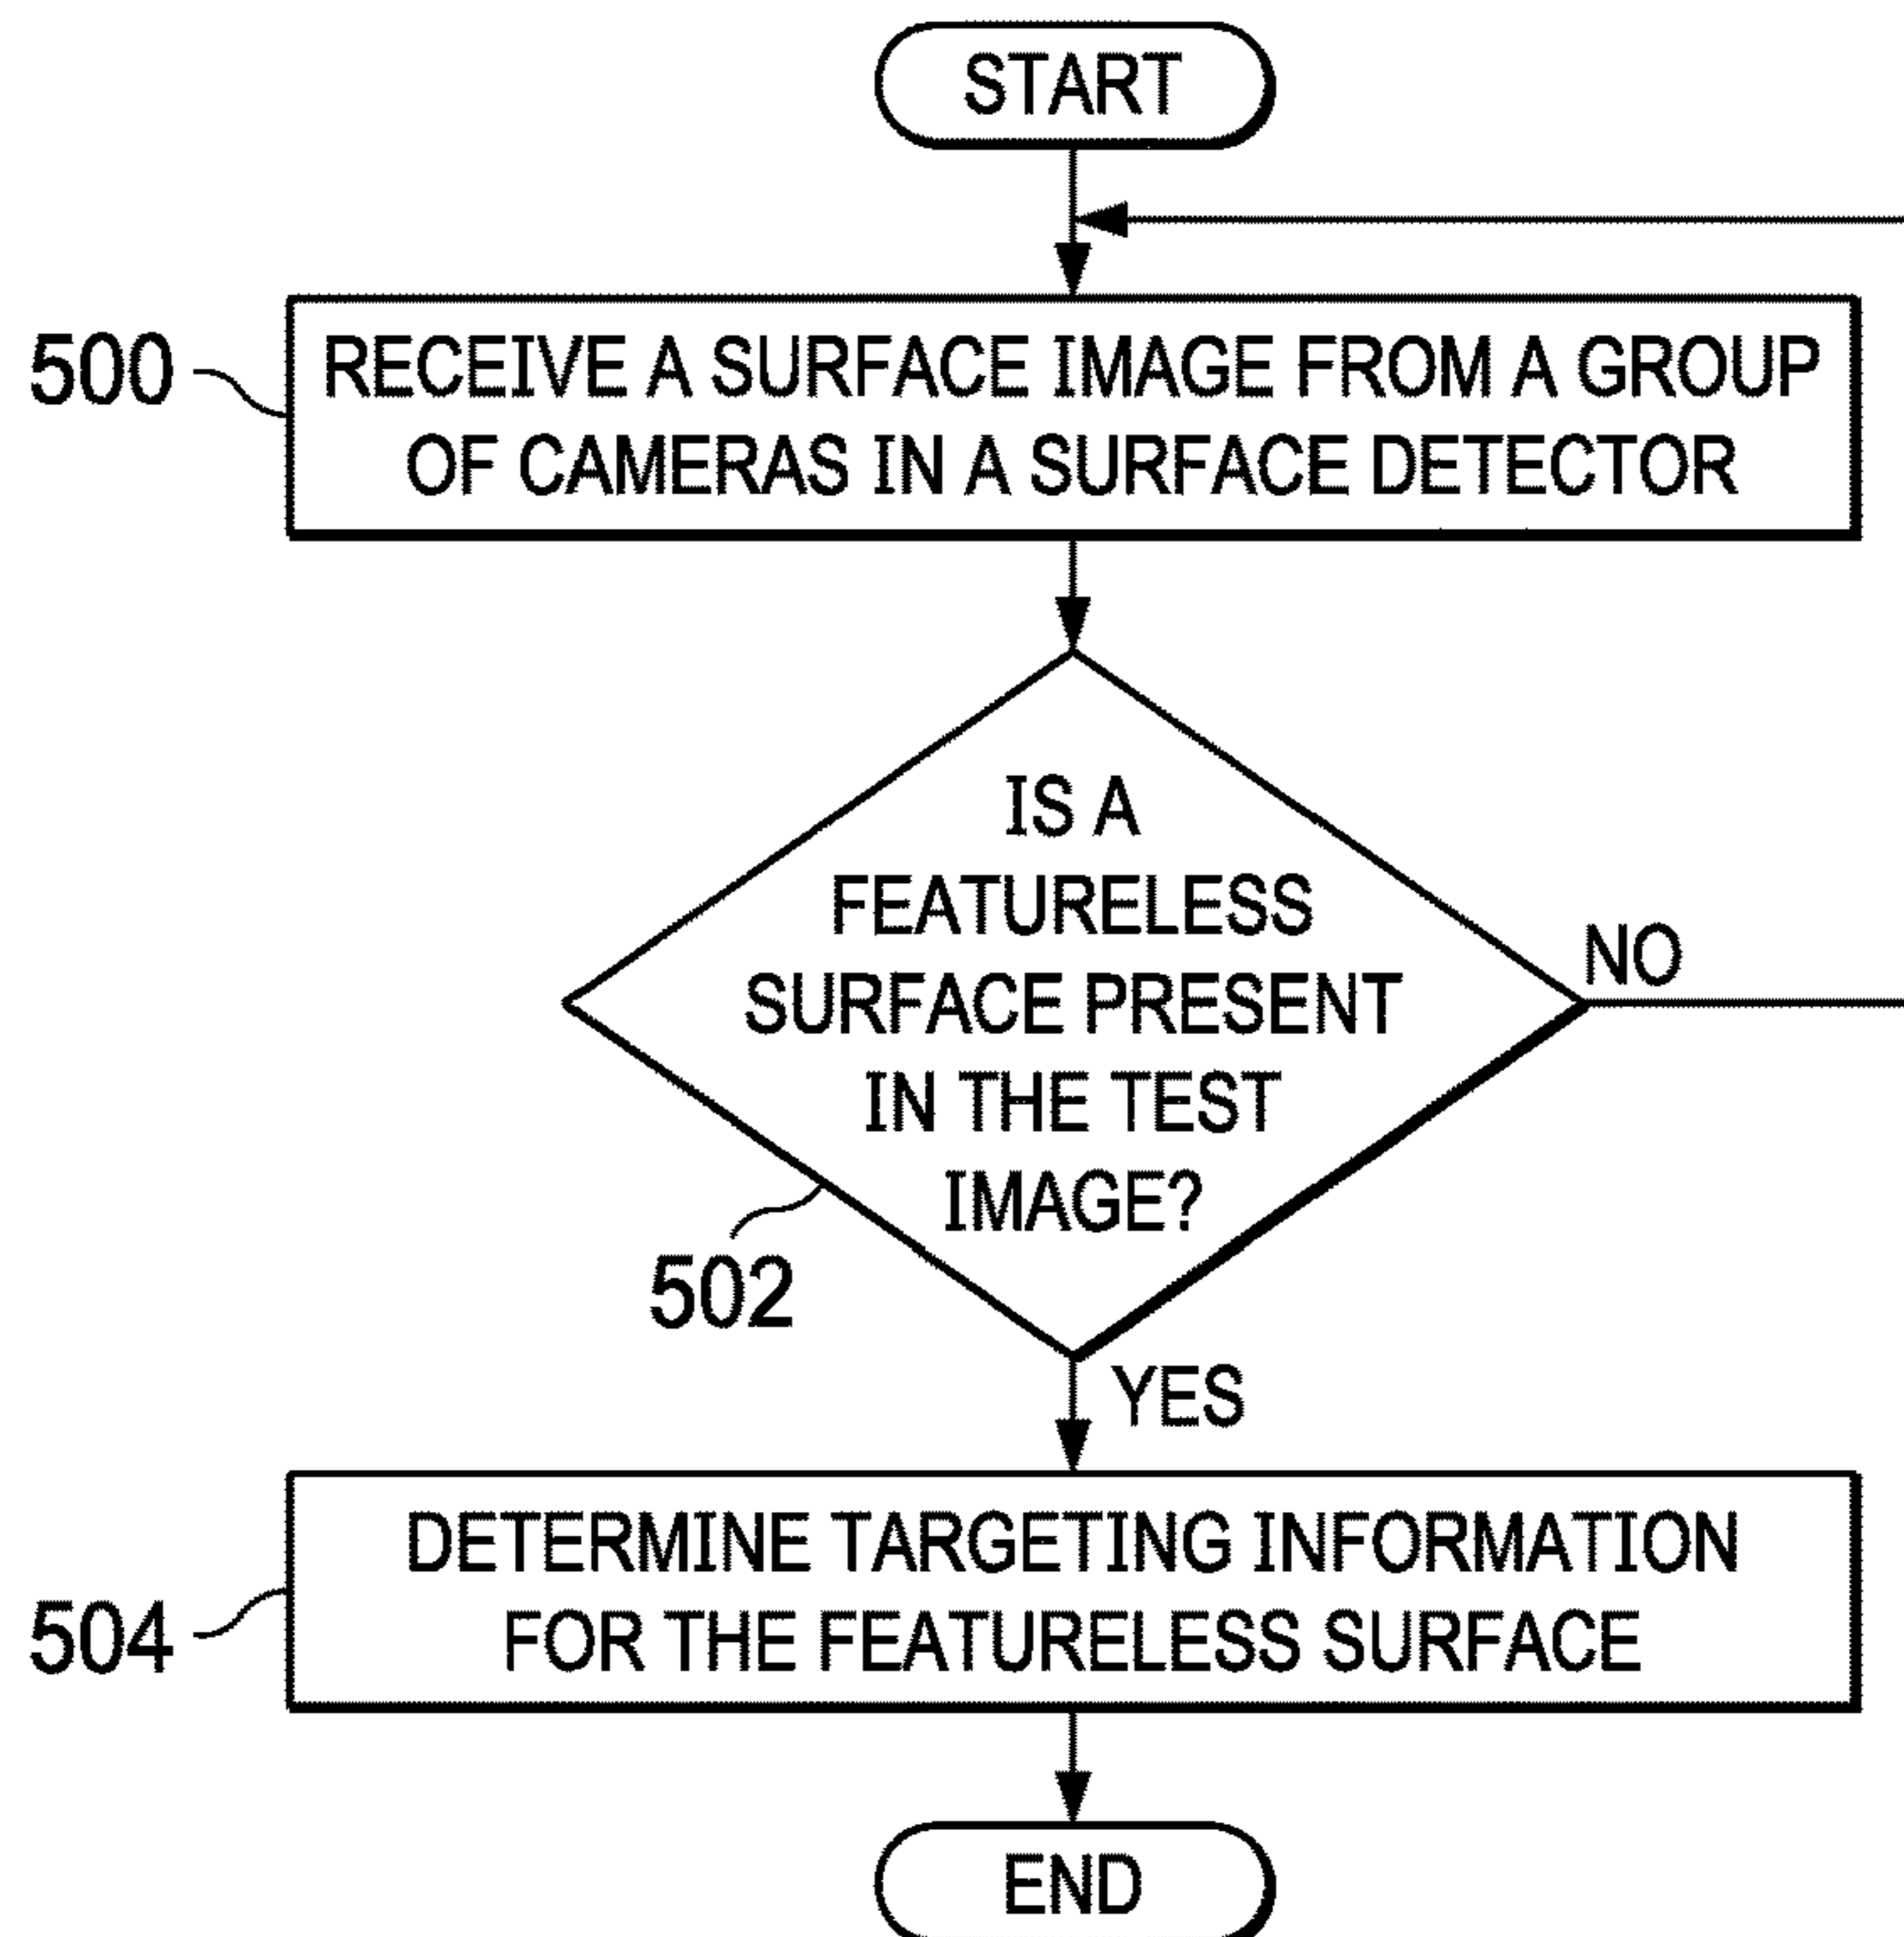 START
500
RECEIVE A SURFACE IMAGE FROM A GROUP
OF CAMERAS IN A SURFACE DETECTOR
IS A
FEATURELESS
SURFACE PRESENT
IN THE TEST
IMAGE?
NO
502
YES
504
DETERMINE TARGETING INFORMATION
FOR THE FEATURELESS SURFACE
END